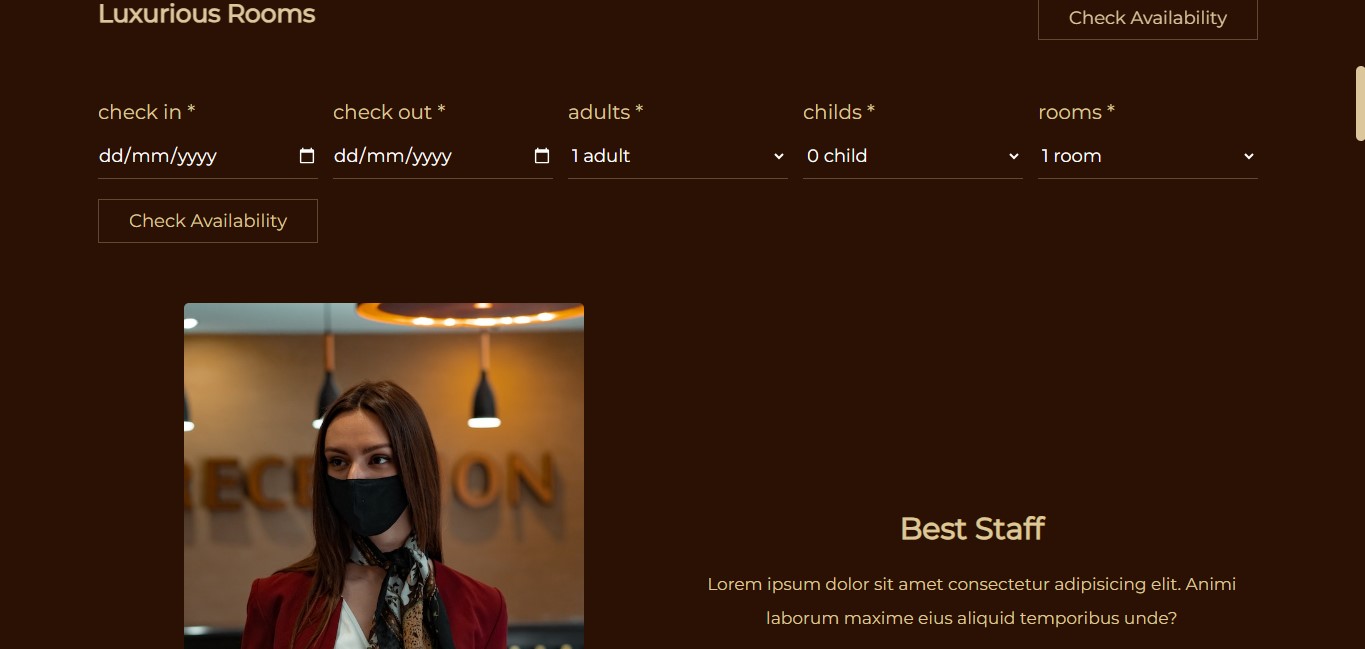 Luxurious Rooms
Check Availability
check in * check out * adults * childs * rooms *
dd/mm/yyyy dd/mm/yyyy 1 adult 0 child 1 room
Check Availability
RECE ON
Best Staff
Lorem ipsum dolor sit amet consectetur adipisicing elit. Animi
laborum maxime eius aliquid temporibus unde?